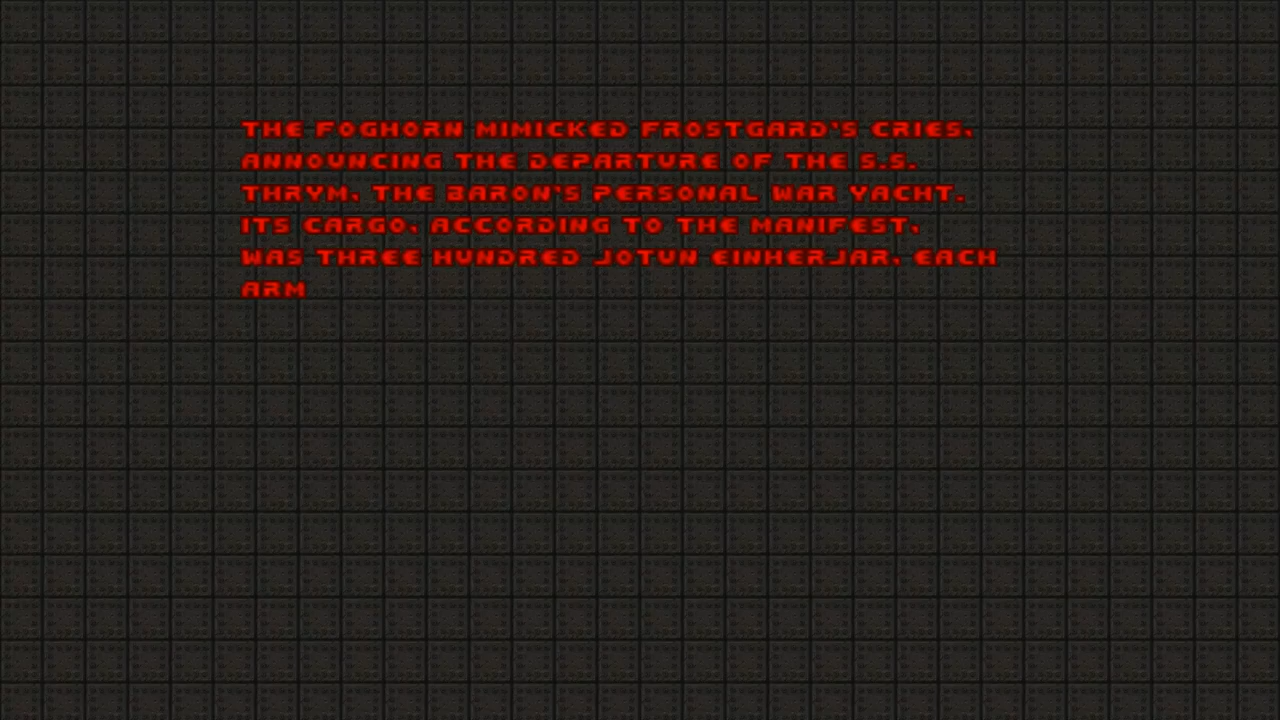 THE FOGHORN MIMICKED FROSTGARD'S CRIES,
ANNOUNCING THE DEPARTURE OF THE S.S.
THRYM, THE BARON'S PERSONAL WAR YACHT.
ITS CARGO, ACCORDING TO THE MANIFEST,
WAS THREE HUNDRED JOTUN EINHERJAR, EACH
ARM